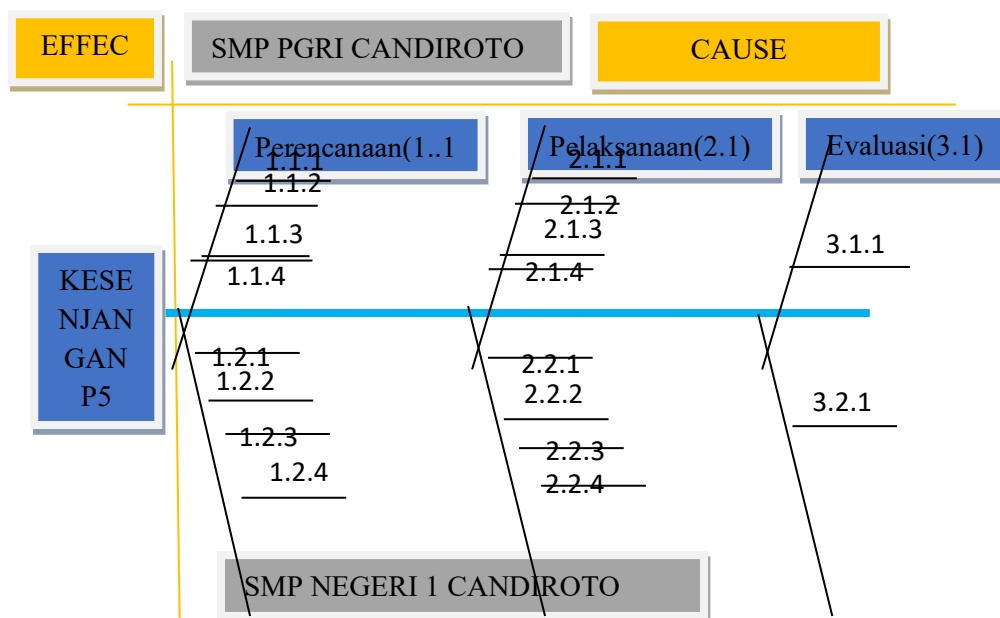 EFFEC
SMP PGRI CANDIROTO
CAUSE
Perencanaan(1..1
Pelaksanaan(2.1)
Evaluasi(3.1)
1.1.1
1.1.2
1.1.3
1.1.4
2.1.1
2.1.2
2.1.3
2.1.4
3.1.1
KESE
NJAN
GAN
P5
1.2.1
1.2.2
1.2.3
1.2.4
2.2.1
2.2.2
2.2.3
2.2.4
3.2.1
SMP NEGERI 1 CANDIROTO